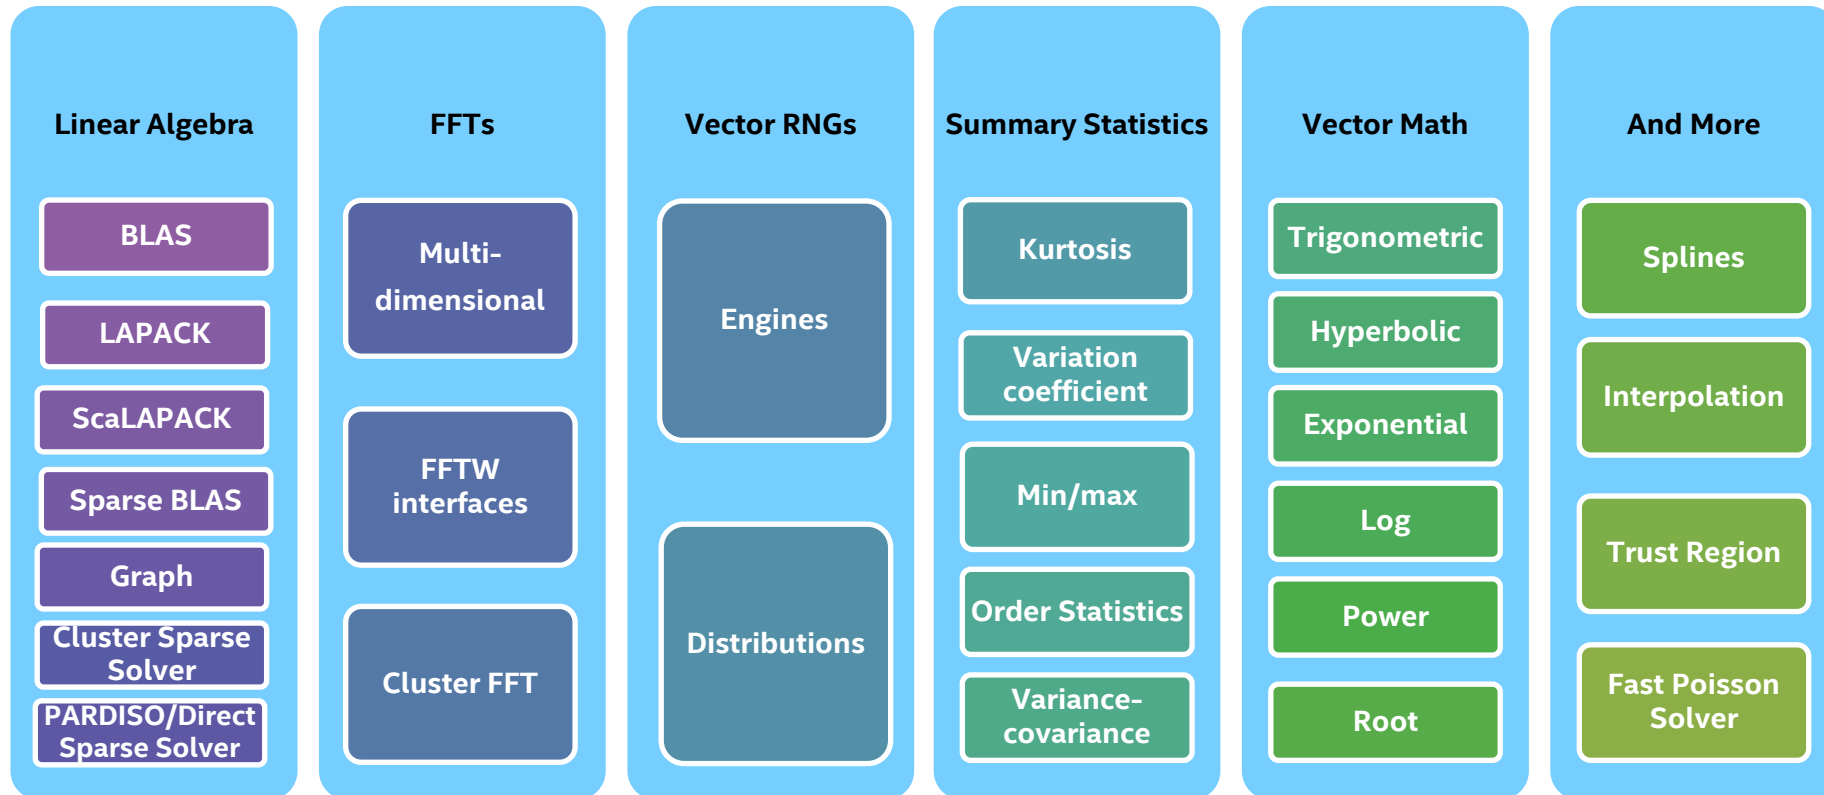 Linear Algebra
BLAS
LAPACK
ScaLAPACK
Sparse BLAS
Graph
Cluster Sparse
Solver
PARDISO/Direct
Sparse Solver
FFTs
Multi-
dimensional
FFTW
interfaces
Cluster FFT
Vector RNGs
Engines
Distributions
Summary Statistics
Kurtosis
Variation
coefficient
Min/max
Order Statistics
Variance-
covariance
Vector Math
Trigonometric
Hyperbolic
Exponential
Log
Power
Root
And More
Splines
Interpolation
Trust Region
Fast Poisson
Solver